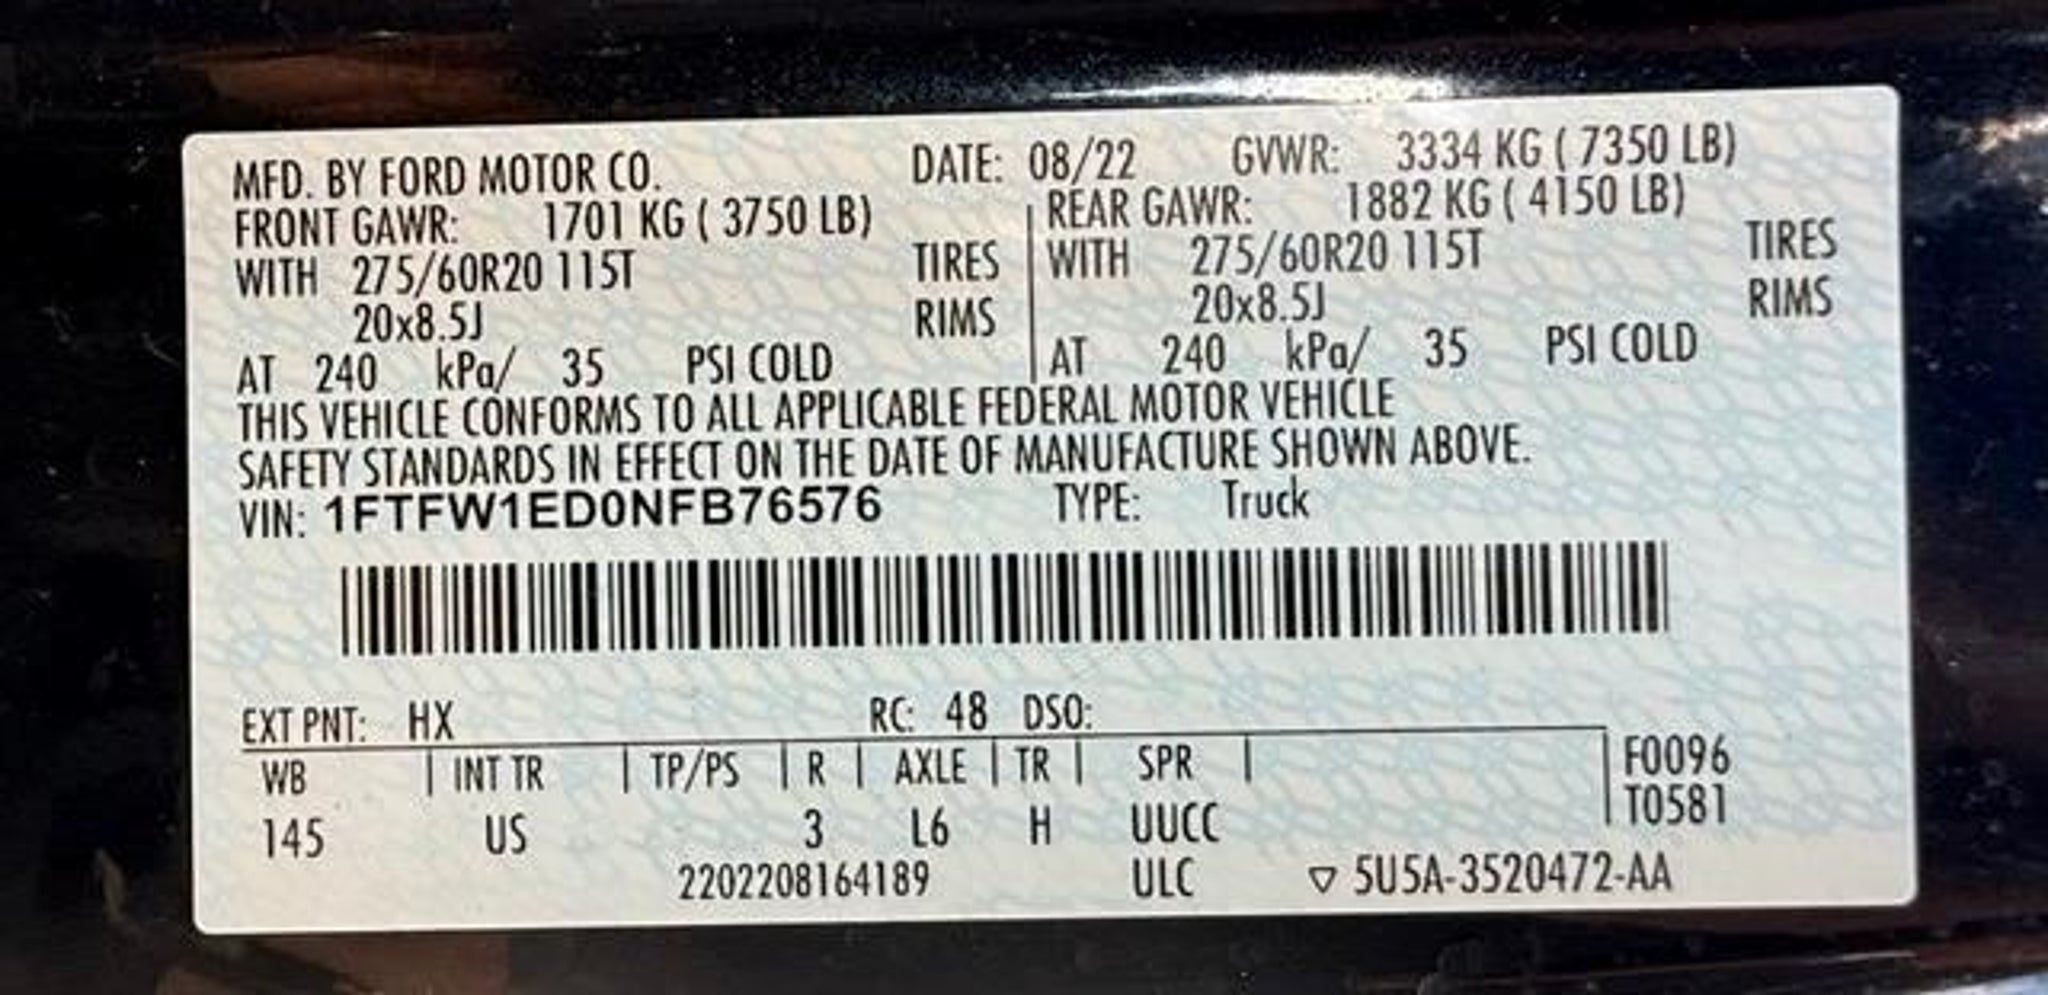 MFD. BY FORD MOTOR CO. DATE: 08/22 GVWR: 3334 KG ( 7350 LB)
FRONT GAWR: 1701 KG ( 3750 LB) REAR GAWR: 1882 KG ( 4150 LB)
WITH 275/60R20 115T TIRES WITH 275/60R20 115T TIRES
20x8.5J RIMS 20x8.5J RIMS
AT 240 kPa/ 35 PSI COLD AT 240 kPa/ 35 PSI COLD
THIS VEHICLE CONFORMS TO ALL APPLICABLE FEDERAL MOTOR VEHICLE
SAFETY STANDARDS IN EFFECT ON THE DATE OF MANUFACTURE SHOWN ABOVE.
VIN: 1FTFW1ED0NFB76576 TYPE: Truck
EXT PNT: HX RC: 48 DSO:
WB INT TR TP/PS R AXLE TR SPR F0096
T0581
145 US 3 L6 H UUCC
2202208164189 ULC ▽ 5U5A-3520472-AA